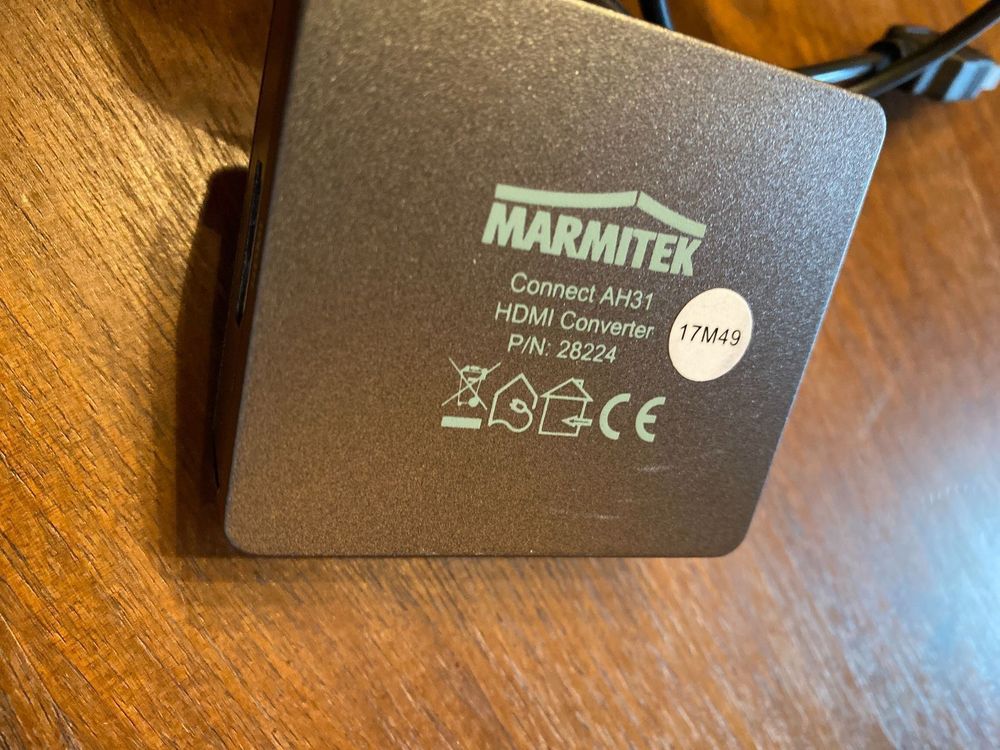 MARMITEK
Connect AH31
HDMI Converter
P/N: 28224
17M49
CE